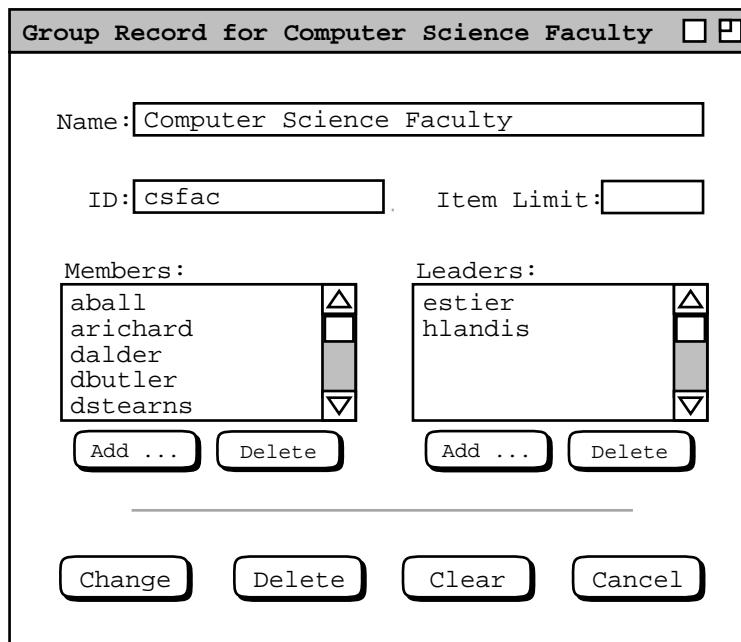 Group Record for Computer Science Faculty
Name: Computer Science Faculty
ID: csfac Item Limit:
Members: Leaders:
aball estier
arichard hlandis
dalder
dbutler
dstearns
Add ... Delete Add ... Delete
Change Delete Clear Cancel